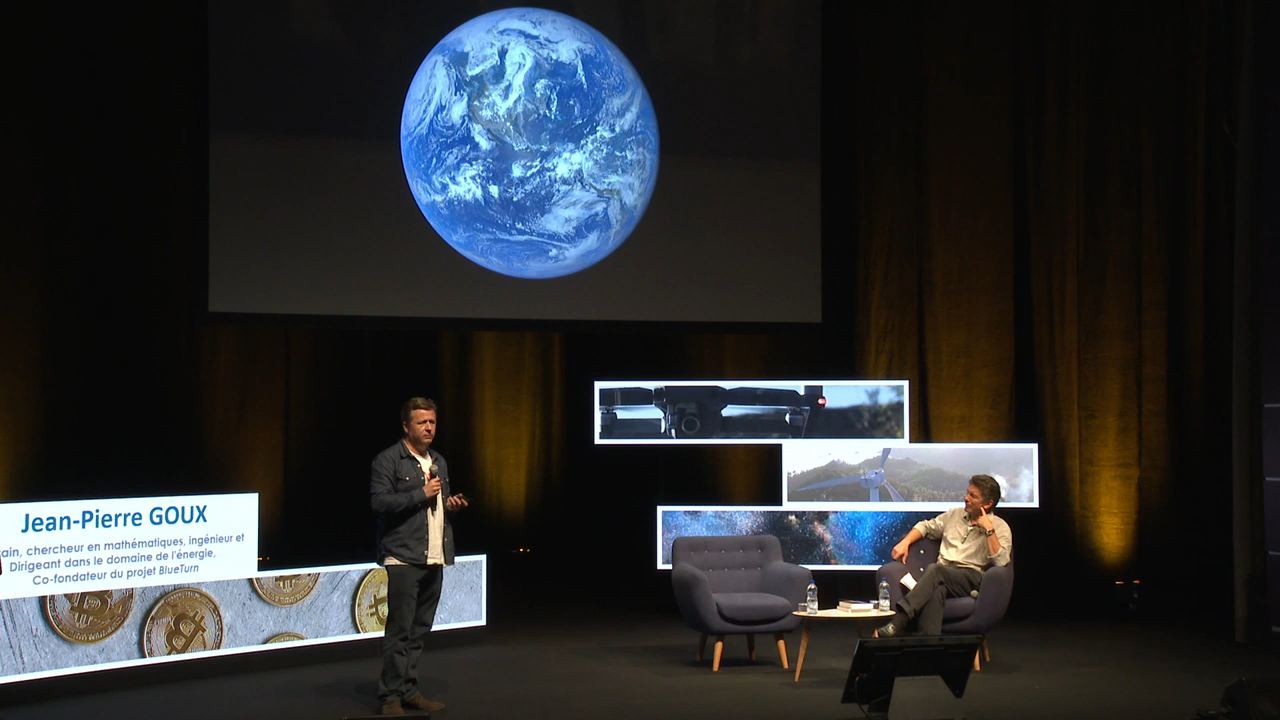 Jean-Pierre GOUX
chercheur en mathématiques, ingénieur et
Dirigeant dans le domaine de l'énergie,
Co-fondateur du projet BlueTurn